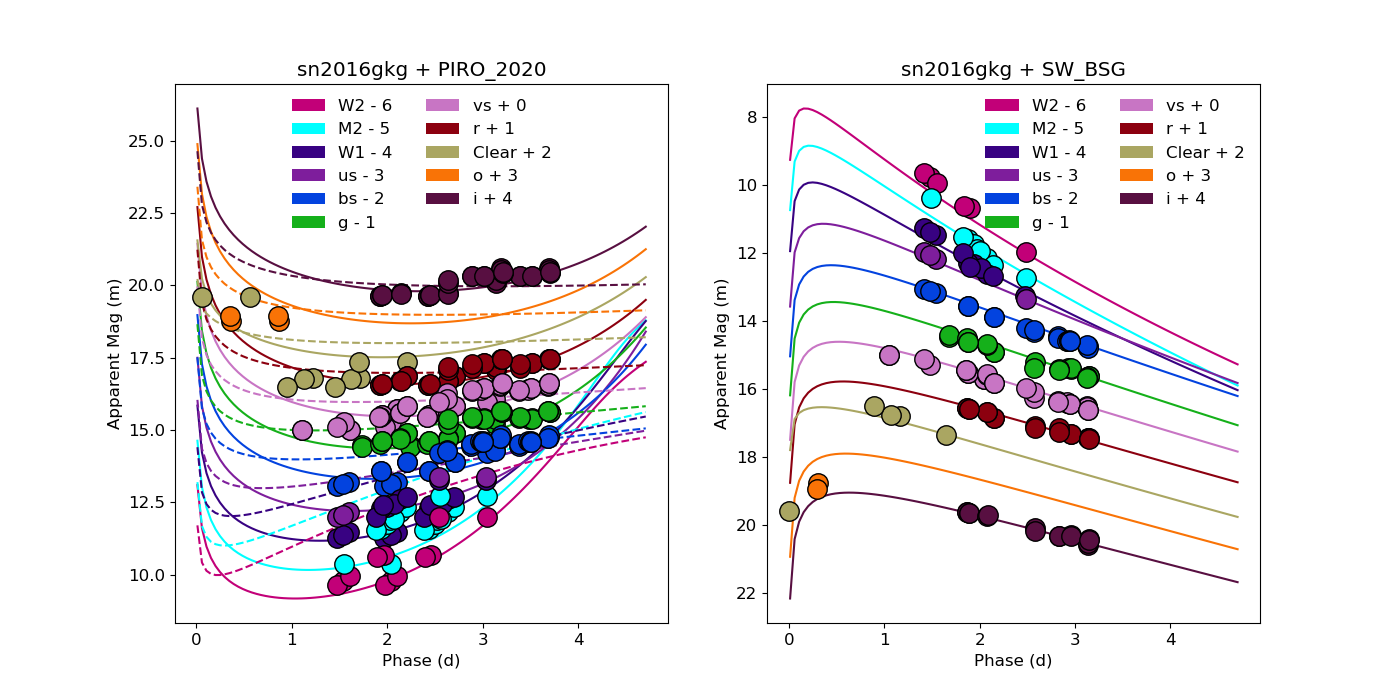 sn2016gkg + PIRO_2020
W2 - 6
M2 - 5
W1 - 4
us - 3
bs - 2
g - 1
vs + 0
r + 1
Clear + 2
o + 3
i + 4
25.0
22.5
20.0
17.5
15.0
12.5
10.0
Apparent Mag (m)
0 1 2 3 4
Phase (d)
sn2016gkg + SW_BSG
W2 - 6
M2 - 5
W1 - 4
us - 3
bs - 2
g - 1
vs + 0
r + 1
Clear + 2
o + 3
i + 4
8
10
12
14
16
18
20
22
Apparent Mag (m)
0 1 2 3 4
Phase (d)